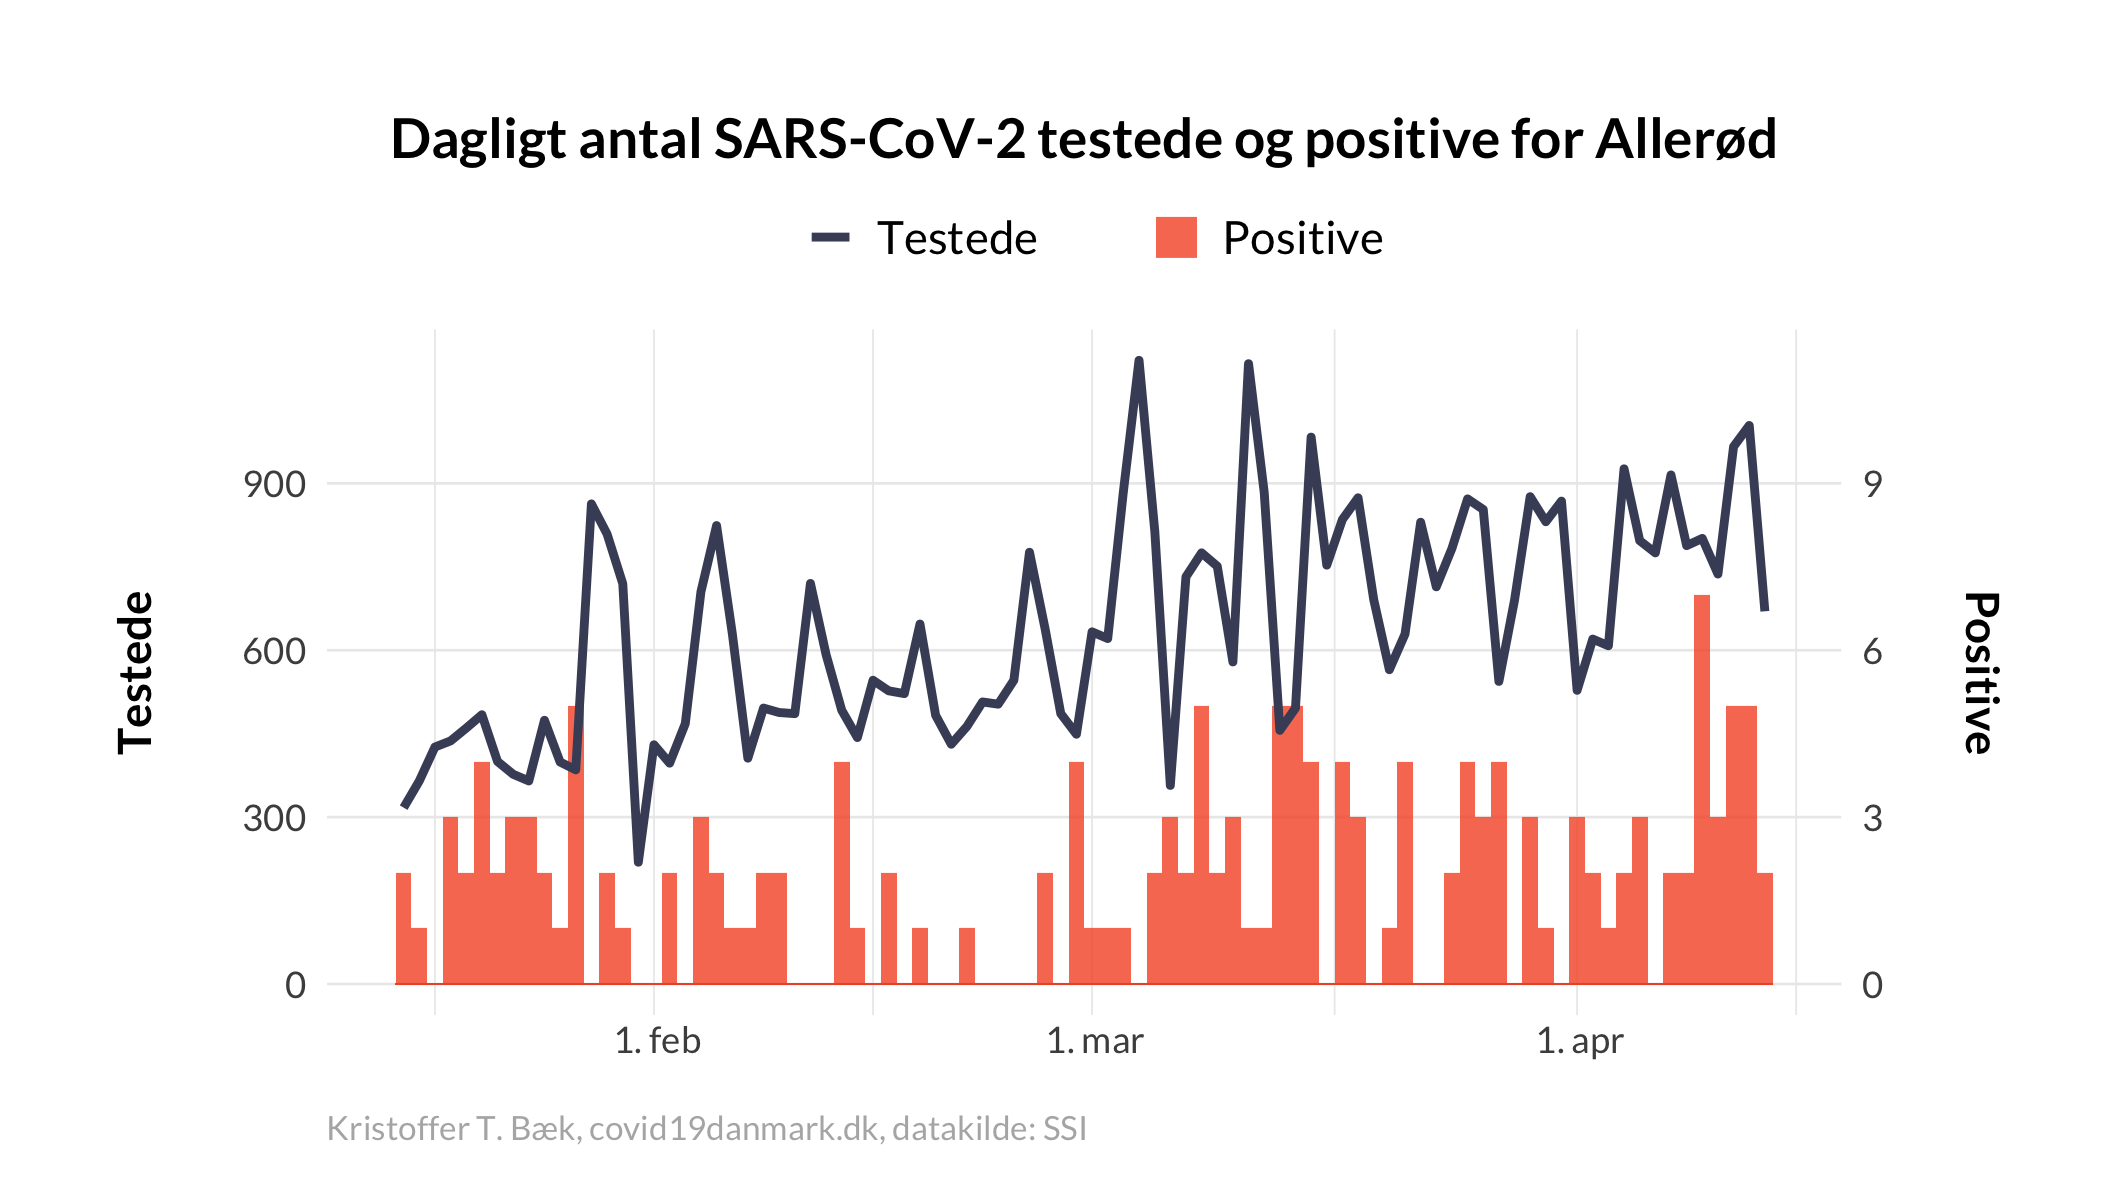 Dagligt antal SARS-CoV-2 testede og positive for Allerød
Testede
Positive
Testede
Positive
900
600
300
0
9
6
3
0
1. feb
1. mar
1. apr
Kristoffer T. Bæk, covid19danmark.dk, datakilde: SSI